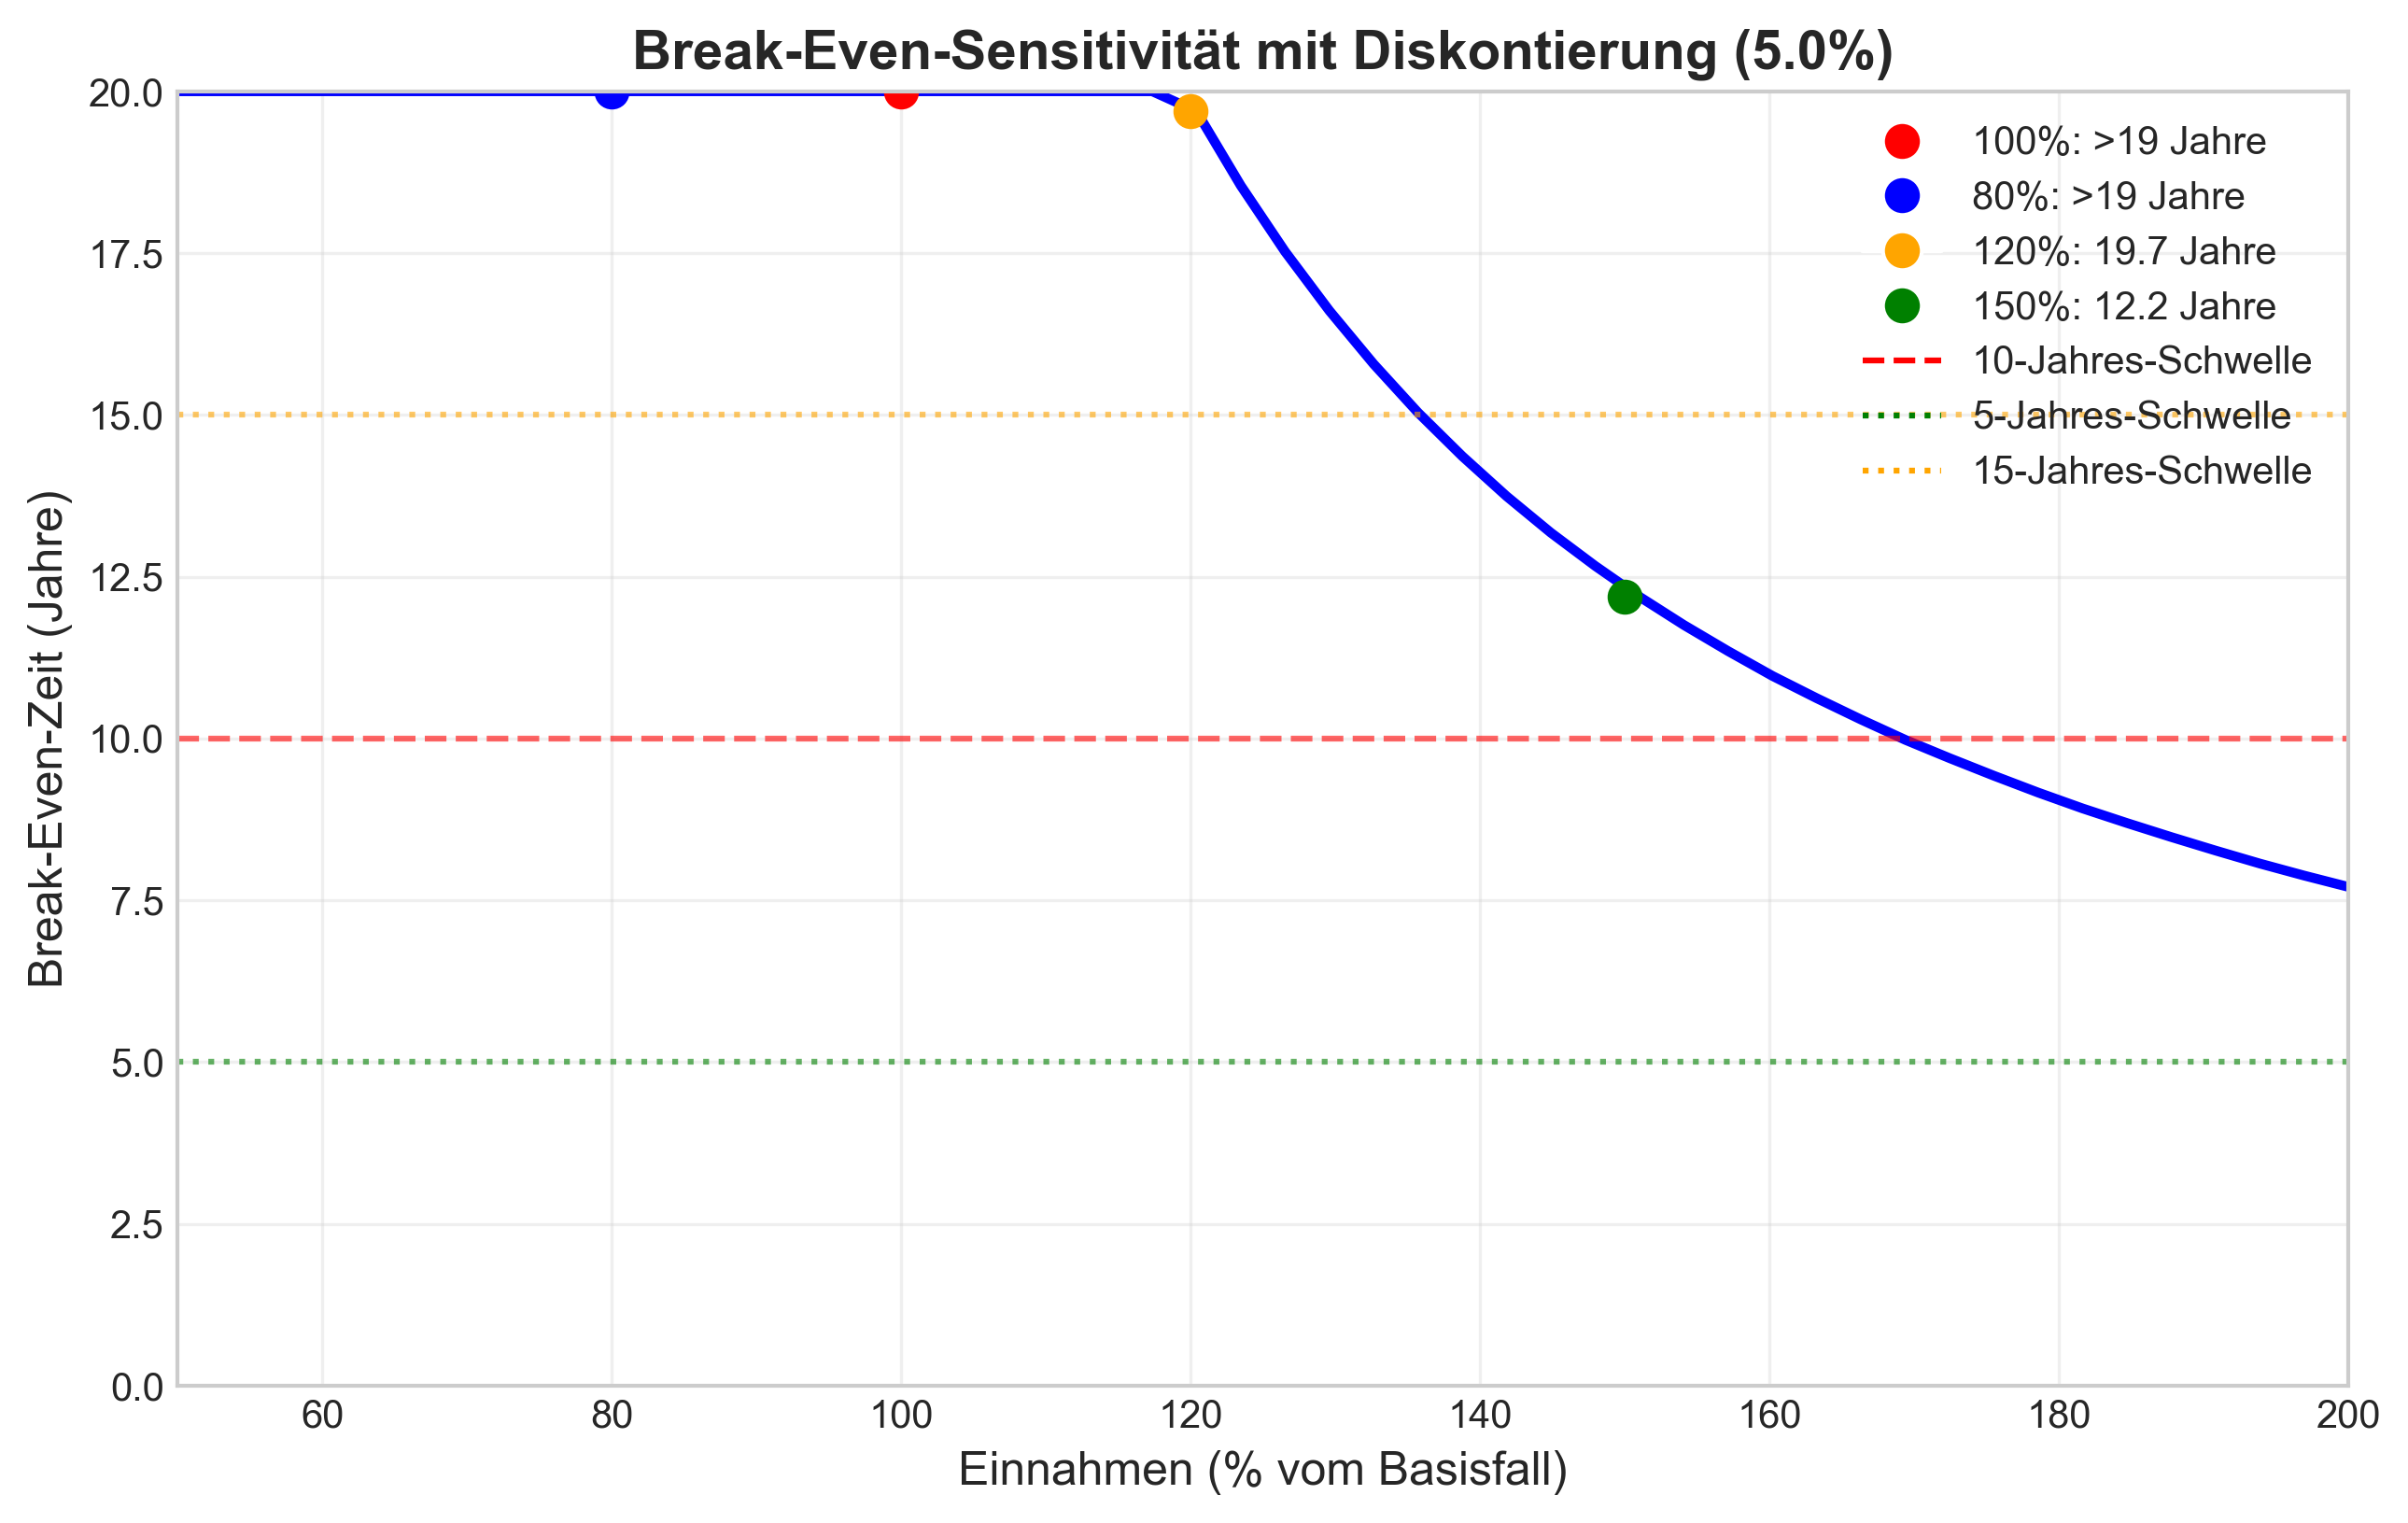 Break-Even-Sensitivität mit Diskontierung (5.0%)
100%: >19 Jahre
80%: >19 Jahre
120%: 19.7 Jahre
150%: 12.2 Jahre
10-Jahres-Schwelle
5-Jahres-Schwelle
15-Jahres-Schwelle
Break-Even-Zeit (Jahre)
20.0
17.5
15.0
12.5
10.0
7.5
5.0
2.5
0.0
60
80
100
120
140
160
180
200
Einnahmen (% vom Basisfall)